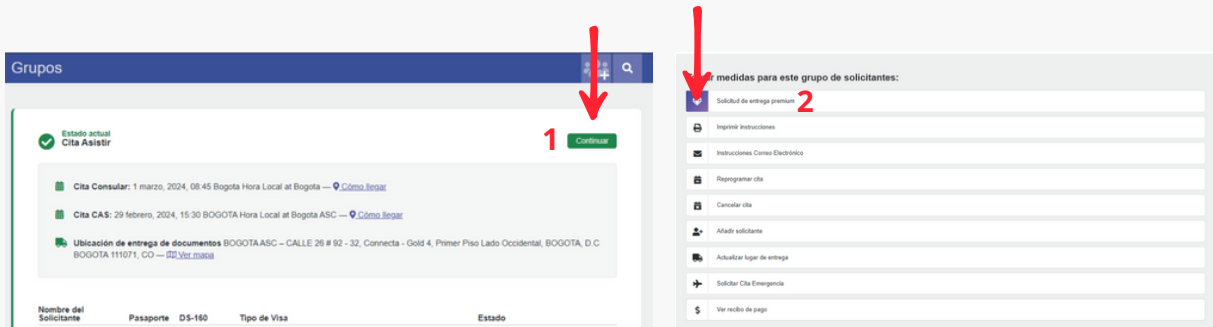 Grupos
Estado actual
Cita Asistir
1
Continuar
Cita Consular: 1 marzo, 2024, 08:45 Bogota Hora Local at Bogota — Cómo llegar
Cita CAS: 29 febrero, 2024, 15:30 BOGOTA Hora Local at Bogota ASC — Cómo llegar
Ubicación de entrega de documentos BOGOTA ASC – CALLE 26 # 92 - 32, Connecta - Gold 4, Primer Piso Lado Occidental, BOGOTA, D.C
BOGOTA 111071, CO — Ver mapa
Nombre del
Solicitante Pasaporte DS-160 Tipo de Visa Estado
medidas para este grupo de solicitantes:
Solicitud de entrega premium 2
Imprimir Instrucciones
Instrucciones Correo Electrónico
Reprogramar cita
Cancelar cita
Añadir solicitante
Actualizar lugar de entrega
Solicitar Cita Emergencia
Ver recibo de pago